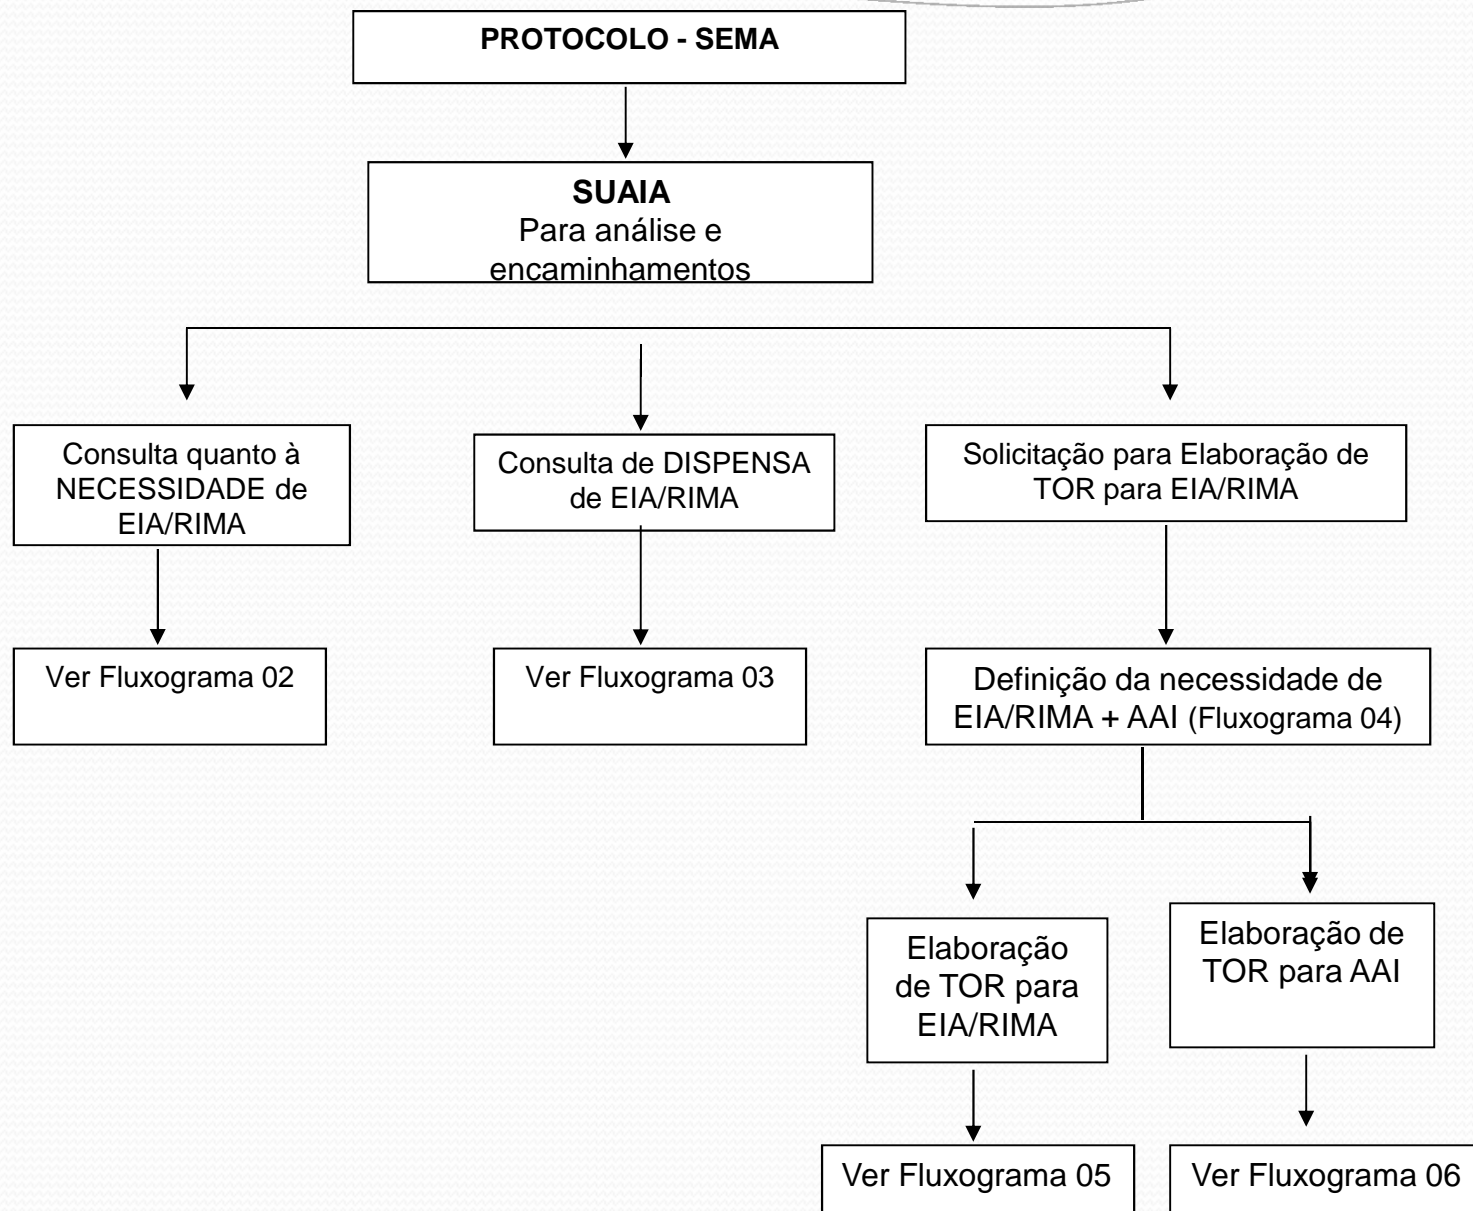 PROTOCOLO - SEMA
SUAIA
Para análise e
encaminhamentos
Consulta quanto à
NECESSIDADE de
EIA/RIMA
Consulta de DISPENSA
de EIA/RIMA
Solicitação para Elaboração de
TOR para EIA/RIMA
Ver Fluxograma 02
Ver Fluxograma 03
Definição da necessidade de
EIA/RIMA + AAI (Fluxograma 04)
Elaboração
de TOR para
EIA/RIMA
Elaboração de
TOR para AAI
Ver Fluxograma 05
Ver Fluxograma 06